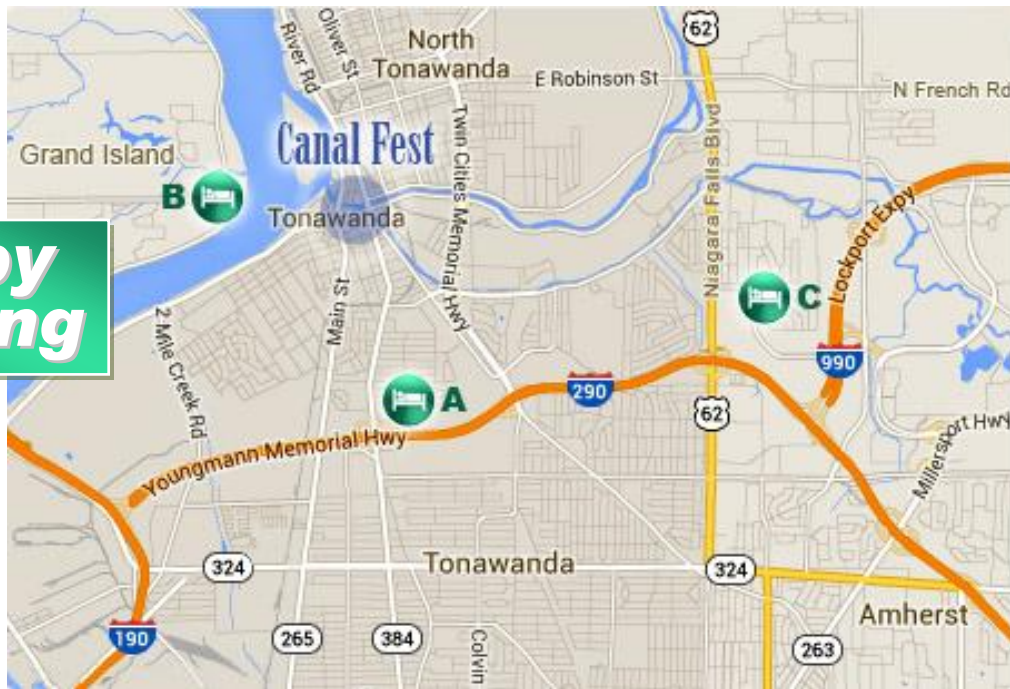 Oliver St
River Rd
North
Tonawanda
62
E Robinson St
N French Rd
Canal Fest
Twin Cities Memorial Hwy
Niagara Falls Blvd
Grand Island
B
Tonawanda
Lockport Expy
C
Main St
2 Mile Creek Rd
990
290
A
62
Youngmann Memorial Hwy
Millersport Hwy
324
Tonawanda
324
Amherst
190
265
384
Colvin
263